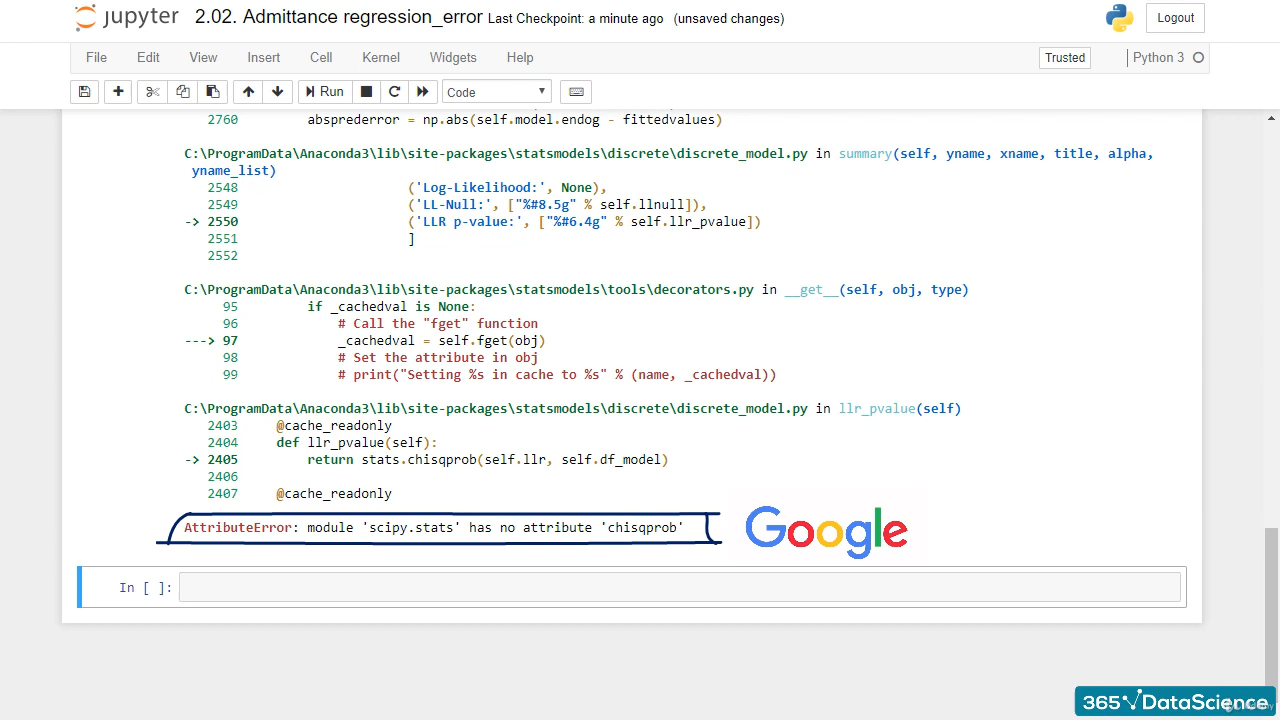 jupyter 2.02. Admittance regression_error Last Checkpoint: a minute ago (unsaved changes) Logout
File Edit View Insert Cell Kernel Widgets Help Trusted Python 3
Run Code
2760 absprederror = np.abs(self.model.endog - fittedvalues)
C:\ProgramData\Anaconda3\lib\site-packages\statsmodels\discrete\discrete_model.py in summary(self, yname, xname, title, alpha,
yname_list)
2548 ('Log-Likelihood:', None),
2549 ('LL-Null:', ["%#8.5g" % self.llnull]),
-> 2550 ('LLR p-value:', ["%#6.4g" % self.llr_pvalue])
2551 ]
2552
C:\ProgramData\Anaconda3\lib\site-packages\statsmodels\tools\decorators.py in __get__(self, obj, type)
95 if _cachedval is None:
96 # Call the "fget" function
---> 97 _cachedval = self.fget(obj)
98 # Set the attribute in obj
99 # print("Setting %s in cache to %s" % (name, _cachedval))
C:\ProgramData\Anaconda3\lib\site-packages\statsmodels\discrete\discrete_model.py in llr_pvalue(self)
2403 @cache_readonly
2404 def llr_pvalue(self):
-> 2405 return stats.chisqprob(self.llr, self.df_model)
2406
2407 @cache_readonly
AttributeError: module 'scipy.stats' has no attribute 'chisqprob'
Google
In [ ]:
365 DataScience